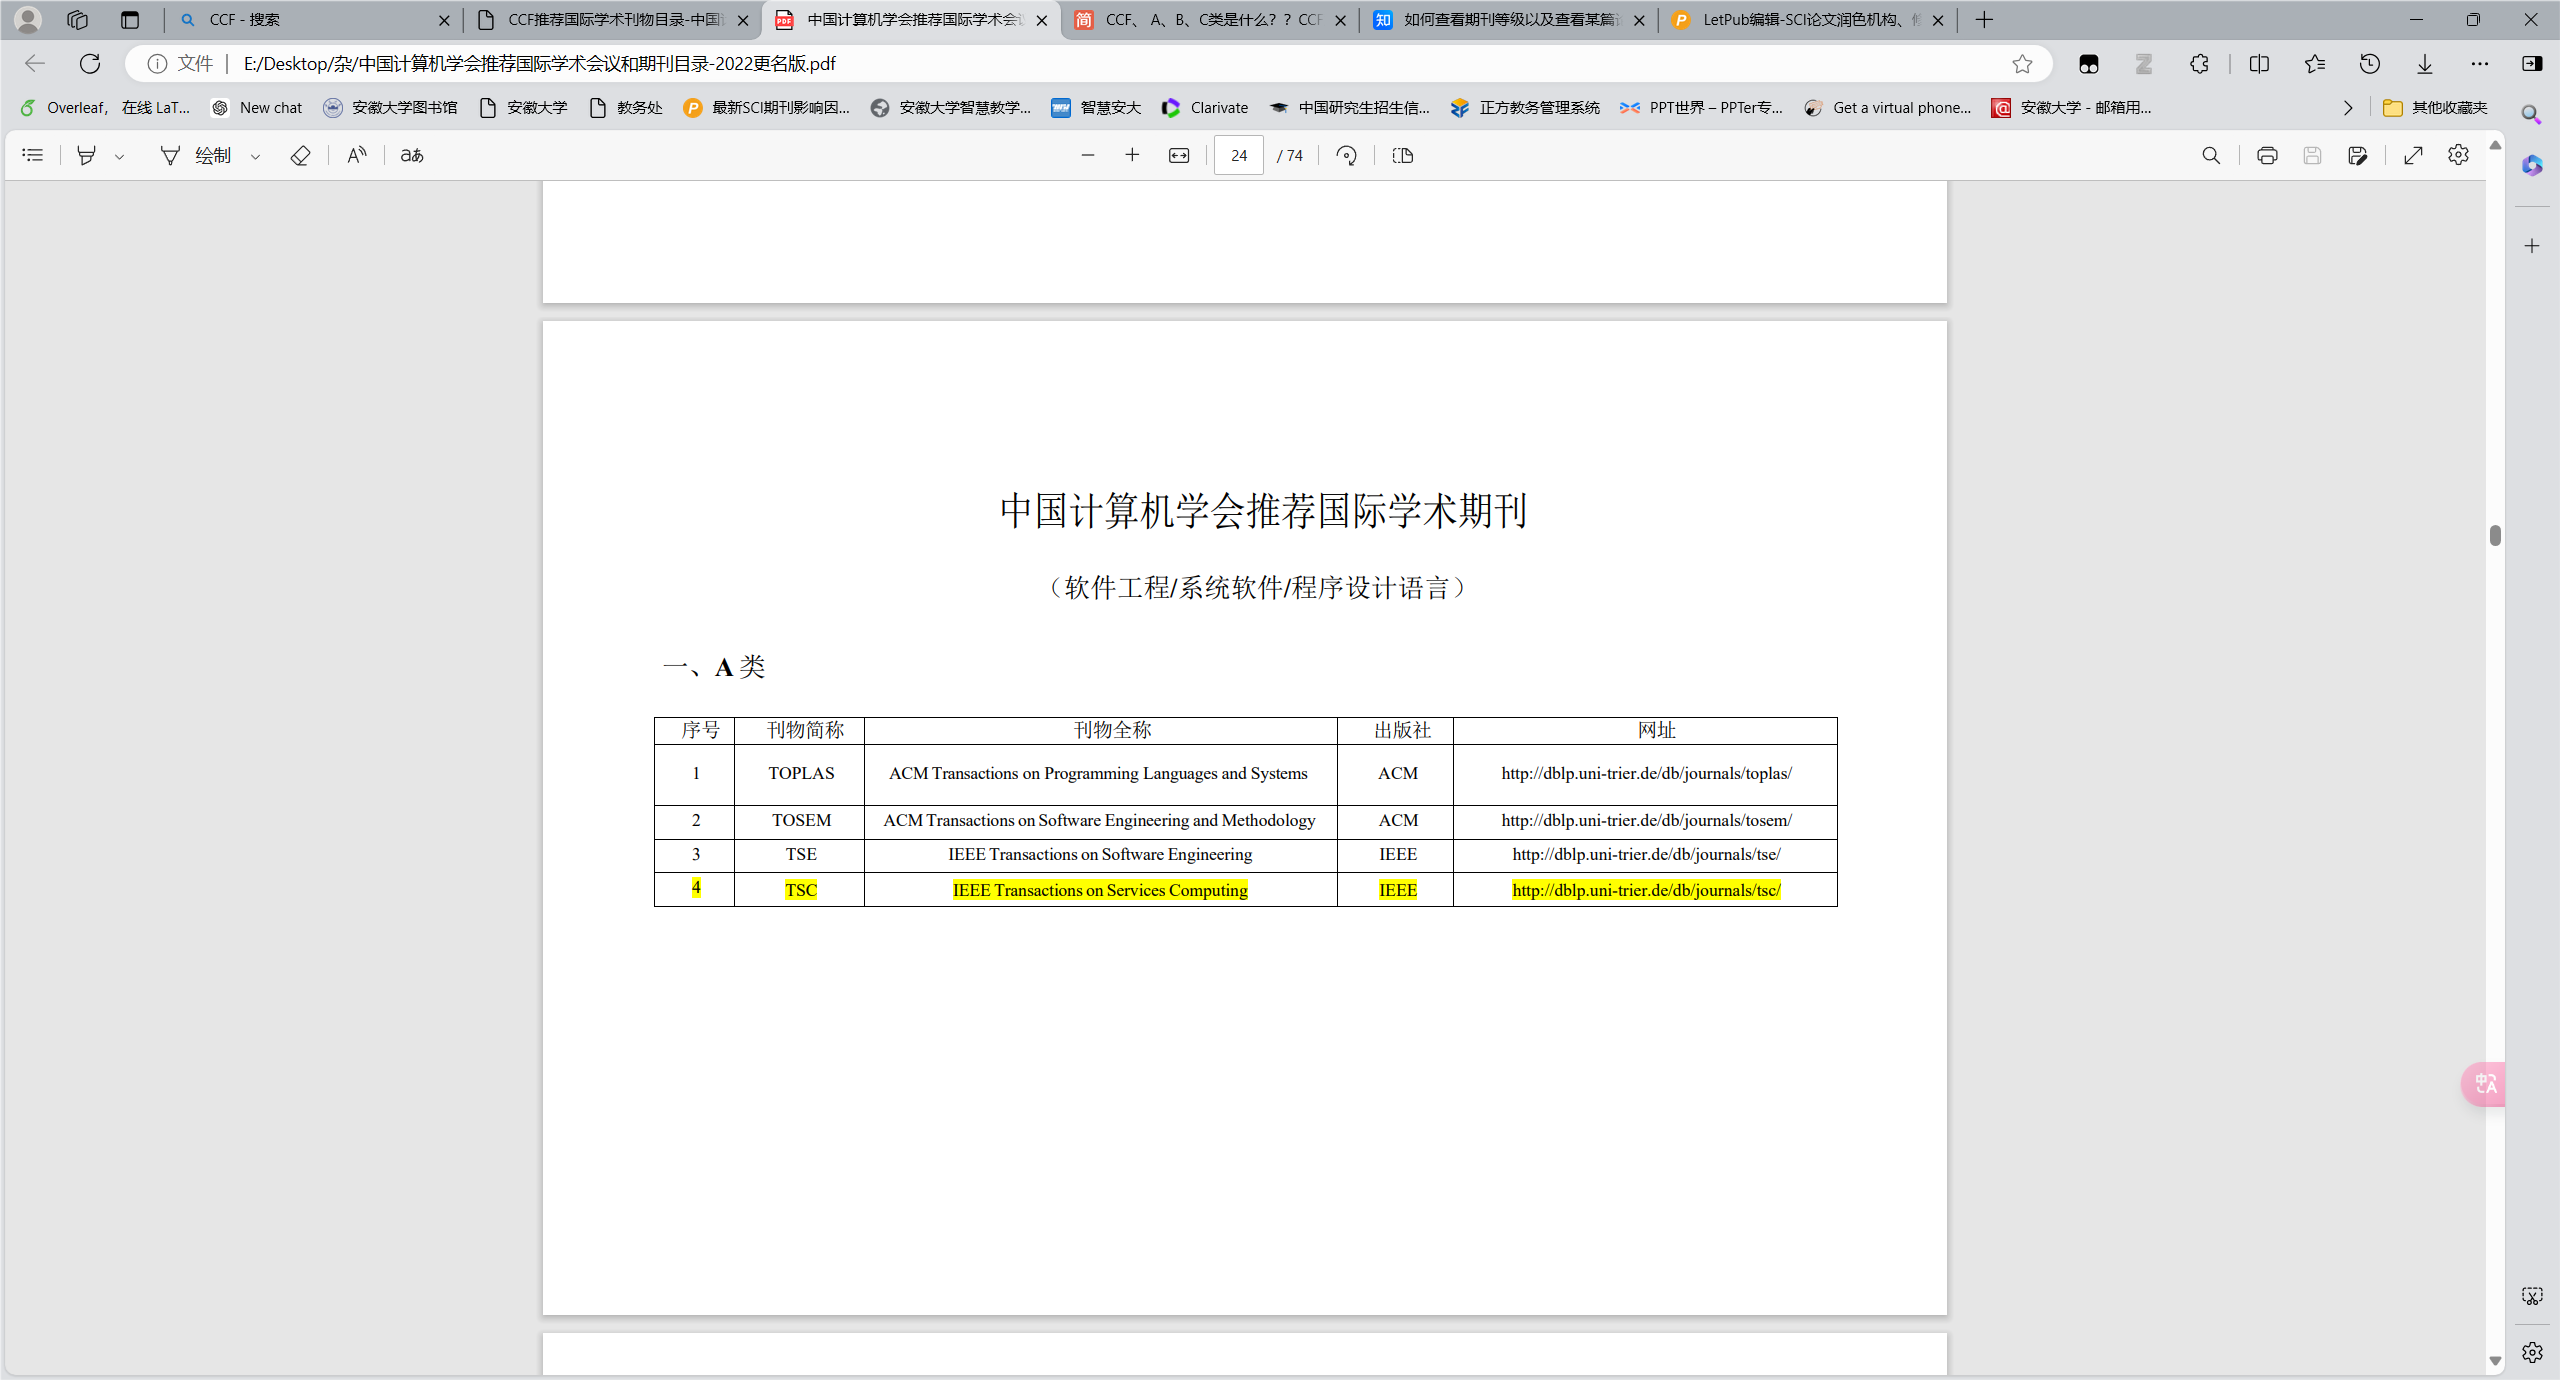 CCF - 搜索
CCF推荐国际学术刊物目录-中国
中国计算机学会推荐国际学术会
CCF、 A、B、C类是什么？？CCF
如何查看期刊等级以及查看某篇
LetPub编辑-SCI论文润色机构、
文件
E:/Desktop/杂/中国计算机学会推荐国际学术会议和期刊目录-2022更名版.pdf
Overleaf, 在线 LaT...
New chat
安徽大学图书馆
安徽大学
教务处
最新SCI期刊影响因...
安徽大学智慧教学...
智慧安大
Clarivate
中国研究生招生信...
正方教务管理系统
PPT世界 – PPTer专...
Get a virtual phone...
安徽大学 - 邮箱用...
其他收藏夹
绘制
aあ
24 / 74
中国计算机学会推荐国际学术期刊
（软件工程/系统软件/程序设计语言）
一、A 类
序号 刊物简称 刊物全称 出版社 网址
1 TOPLAS ACM Transactions on Programming Languages and Systems ACM http://dblp.uni-trier.de/db/journals/toplas/
2 TOSEM ACM Transactions on Software Engineering and Methodology ACM http://dblp.uni-trier.de/db/journals/tosem/
3 TSE IEEE Transactions on Software Engineering IEEE http://dblp.uni-trier.de/db/journals/tse/
4 TSC IEEE Transactions on Services Computing IEEE http://dblp.uni-trier.de/db/journals/tsc/